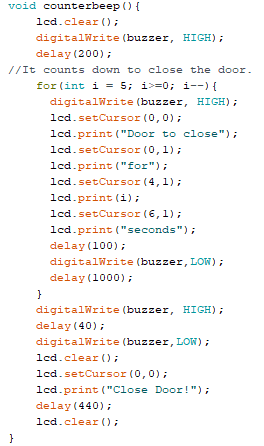 void counterbeep(){
lcd.clear();
digitalWrite(buzzer, HIGH);
delay(200);
//It counts down to close the door.
for(int i = 5; i>=0; i--){
digitalWrite(buzzer, HIGH);
lcd.setCursor(0,0);
lcd.print("Door to close");
lcd.setCursor(0,1);
lcd.print("for");
lcd.setCursor(4,1);
lcd.print(i);
lcd.setCursor(6,1);
lcd.print("seconds");
delay(100);
digitalWrite(buzzer,LOW);
delay(1000);
}
digitalWrite(buzzer, HIGH);
delay(40);
digitalWrite(buzzer,LOW);
lcd.clear();
lcd.setCursor(0,0);
lcd.print("Close Door!");
delay(440);
lcd.clear();
}